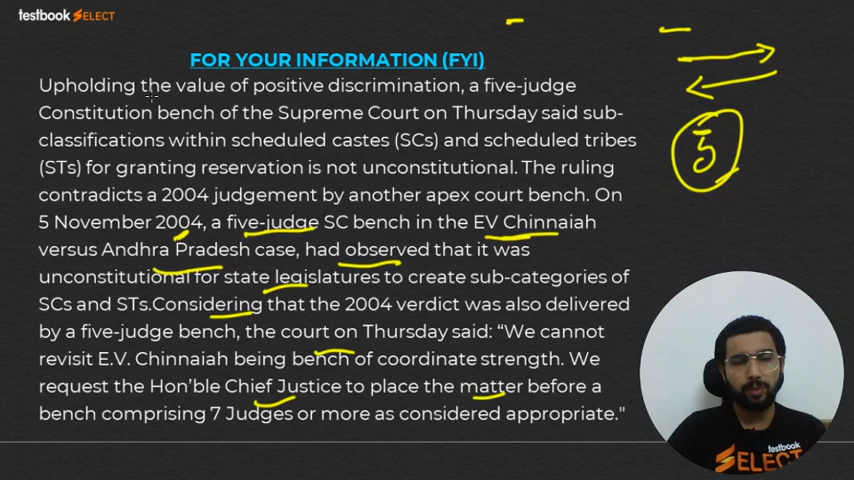 testbook SELECT
FOR YOUR INFORMATION (FYI)
Upholding the value of positive discrimination, a five-judge
Constitution bench of the Supreme Court on Thursday said sub-
classifications within scheduled castes (SCs) and scheduled tribes
(STs) for granting reservation is not unconstitutional. The ruling
contradicts a 2004 judgement by another apex court bench. On
5 November 2004, a five-judge SC bench in the EV Chinnaiah
versus Andhra Pradesh case, had observed that it was
unconstitutional for state legislatures to create sub-categories of
SCs and STs.Considering that the 2004 verdict was also delivered
by a five-judge bench, the court on Thursday said: “We cannot
revisit E.V. Chinnaiah being bench of coordinate strength. We
request the Hon'ble Chief Justice to place the matter before a
bench comprising 7 Judges or more as considered appropriate."
5
testbook
SELECT